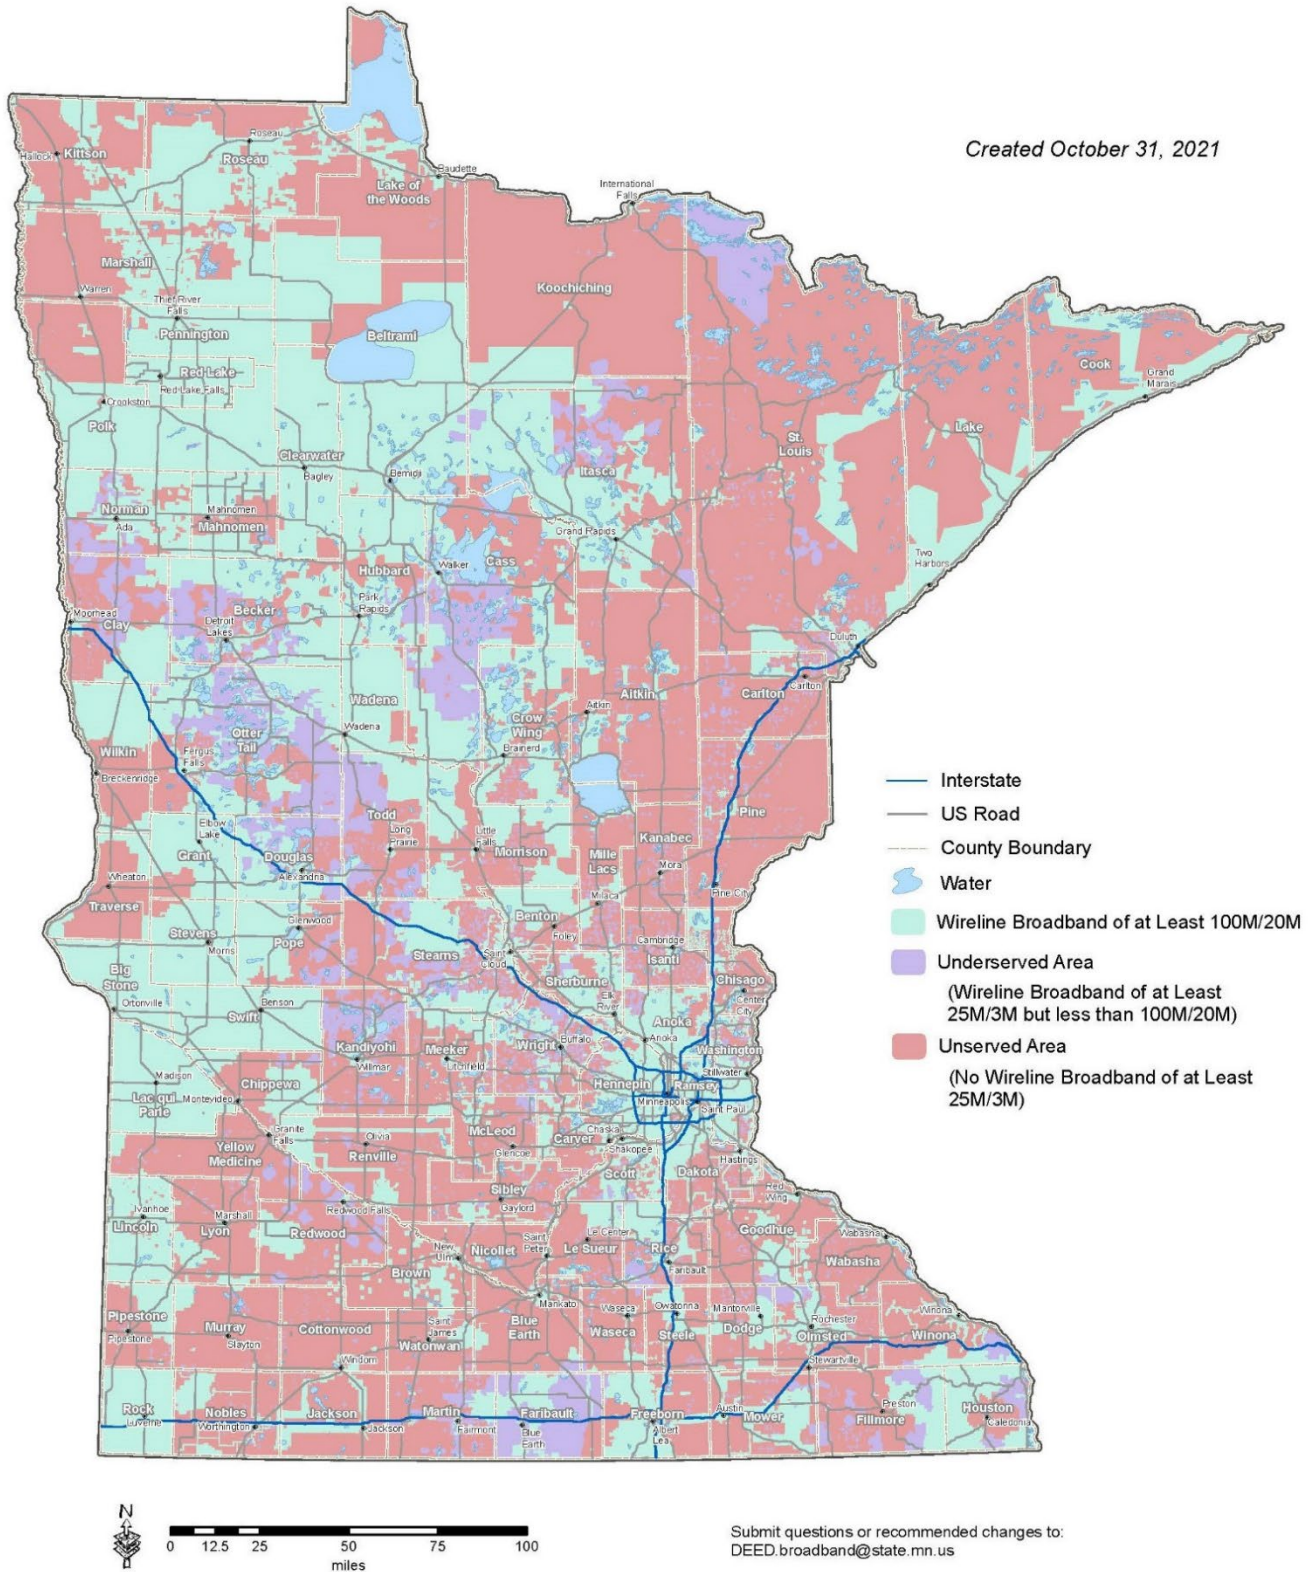 Created October 31, 2021
Roseau
Hallock
Kittson
Roseau
Baudette
Lake of
the Woods
International
Falls
Marshall
Koochiching
Warren
Thief River
Falls
Pennington
Beltrami
Red Lake
Red Lake Falls
Cook
Grand
Marais
Crookston
Polk
Lake
St.
Louis
Clearwater
Bagley
Bemidji
Itasca
Norman
Ada
Mahnomen
Mahnomen
Grand Rapids
Two
Harbors
Hubbard
Walker
Cass
Park
Rapids
Becker
Detroit
Lakes
Moorhead
Clay
Duluth
Carlton
Carlton
Aitkin
Aitkin
Wadena
Wadena
Crow
Wing
Brainerd
Otter
Tail
Wilkin
Fergus
Falls
Breckenridge
Interstate
US Road
County Boundary
Water
Wireline Broadband of at Least 100M/20M
Underserved Area
(Wireline Broadband of at Least
25M/3M but less than 100M/20M)
Unserved Area
(No Wireline Broadband of at Least
25M/3M)
Pine
Todd
Long
Prairie
Elbow
Lake
Grant
Douglas
Alexandria
Little
Falls
Morrison
Mille
Lacs
Kanabec
Mora
Pine City
Wheaton
Traverse
Milaca
Glenwood
Pope
Stevens
Morris
Benton
Foley
Cambridge
Isanti
Stearns
Saint
Cloud
Big
Stone
Ortonville
Sherburne
Elk
River
Chisago
Center
City
Benson
Swift
Anoka
Anoka
Kandiyohi
Willmar
Meeker
Litchfield
Wright
Buffalo
Washington
Stillwater
Madison
Lac qui
Parle
Montevideo
Chippewa
Hennepin
Ramsey
Minneapolis
Saint Paul
Granite
Falls
Yellow
Medicine
Olivia
Renville
McLeod
Glencoe
Carver
Chaska
Shakopee
Scott
Dakota
Hastings
Red
Wing
Sibley
Gaylord
Ivanhoe
Lincoln
Marshall
Lyon
Redwood Falls
Redwood
New
Ulm
Nicollet
Saint
Peter
Le Center
Le Sueur
Rice
Faribault
Goodhue
Wabasha
Wabasha
Brown
Mankato
Pipestone
Pipestone
Murray
Slayton
Cottonwood
Windom
Saint
James
Watonwan
Blue
Earth
Waseca
Waseca
Owatonna
Steele
Mantorville
Dodge
Rochester
Olmsted
Stewartville
Winona
Winona
Rock
Luverne
Nobles
Worthington
Jackson
Jackson
Martin
Fairmont
Faribault
Blue
Earth
Freeborn
Albert
Lea
Austin
Mower
Preston
Fillmore
Houston
Caledonia
N
0 12.5 25 50 75 100
miles
Submit questions or recommended changes to:
DEED.broadband@state.mn.us